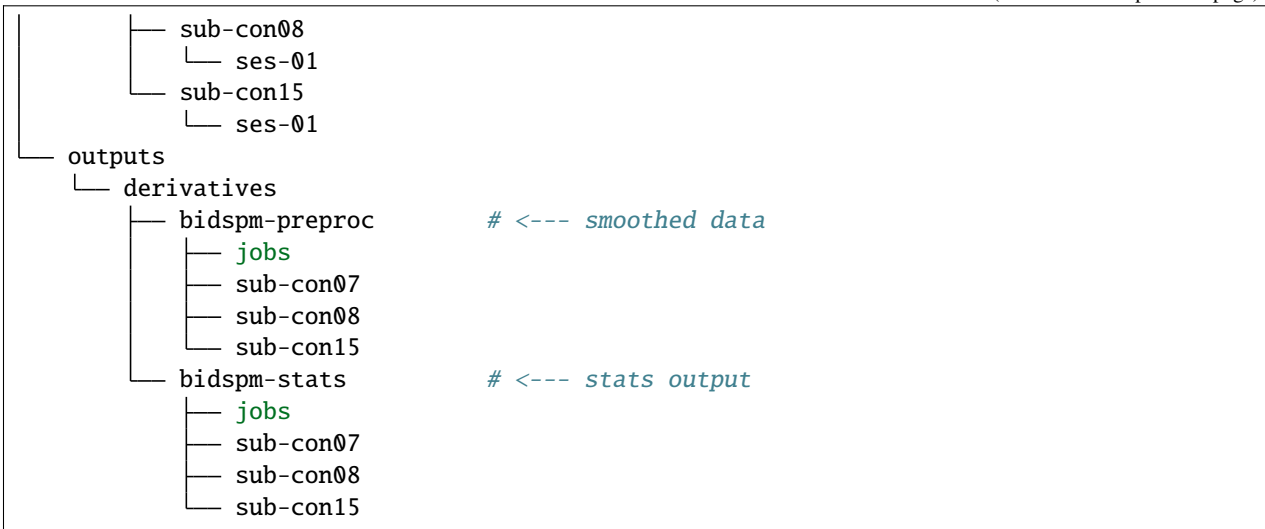 │       ├── sub-con08
│       │   └── ses-01
│       └── sub-con15
│           └── ses-01
└── outputs
    └── derivatives
        ├── bidspm-preproc        # <--- smoothed data
        │   ├── jobs
        │   ├── sub-con07
        │   ├── sub-con08
        │   └── sub-con15
        └── bidspm-stats          # <--- stats output
            ├── jobs
            ├── sub-con07
            ├── sub-con08
            └── sub-con15